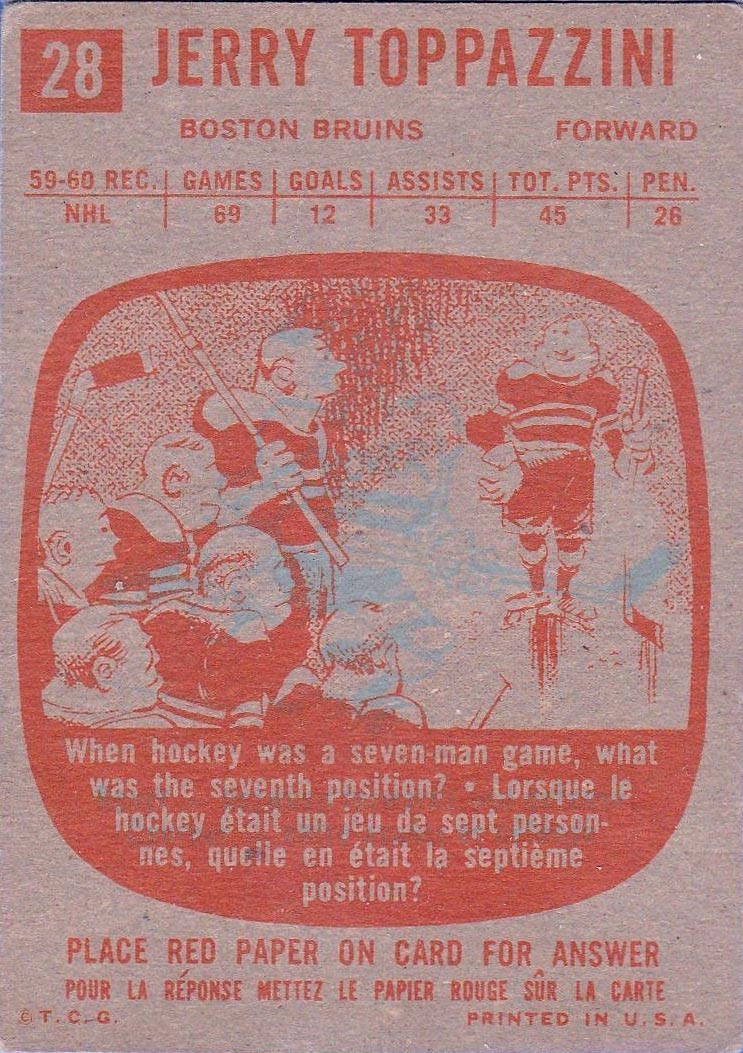 28 JERRY TOPPAZZINI
BOSTON BRUINS FORWARD
59-60 REC. GAMES GOALS ASSISTS TOT. PTS. PEN.
NHL 69 12 33 45 26
When hockey was a seven-man game, what
was the seventh position? • Lorsque le
hockey était un jeu de sept person-
nes, quelle en était la septième
position?
PLACE RED PAPER ON CARD FOR ANSWER
POUR LA RÉPONSE METTEZ LE PAPIER ROUGE SÛR LA CARTE
© T. C. G. PRINTED IN U. S. A.